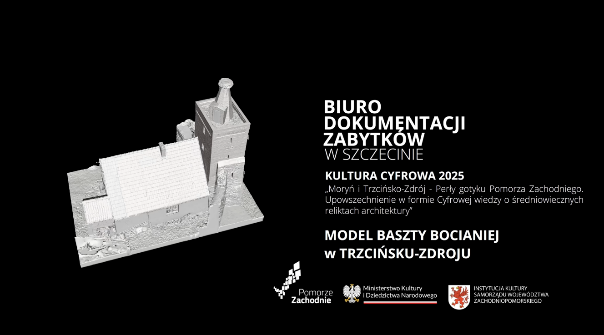 BIURO
DOKUMENTACJI
ZABYTKÓW
W SZCZECINIE
KULTURA CYFROWA 2025
„Moryń i Trzcińsko-Zdrój - Perły gotyku Pomorza Zachodniego.
Upowszechnienie w formie Cyfrowej wiedzy o średniowiecznych
reliktach architektury"
MODEL BASZTY BOCIANIEJ
w TRZCIŃSKU-ZDROJU
Pomorze
Zachodnie
Ministerstwo Kultury
i Dziedzictwa Narodowego
INSTYTUCJA KULTURY
SAMORZĄDU WOJEWÓDZTWA
ZACHODNIOPOMORSKIEGO